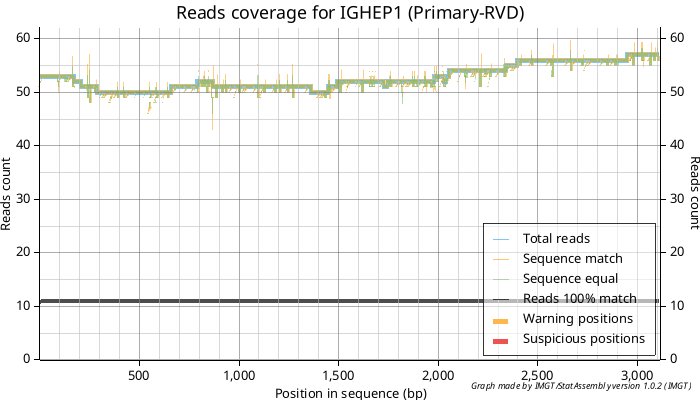 Reads coverage for IGHEP1 (Primary-RVD)
60 60
50 50
40 40
30 30
20 20
10 10
0 0
Reads count
Reads count
Total reads
Sequence match
Sequence equal
Reads 100% match
Warning positions
Suspicious positions
500 1,000 1,500 2,000 2,500 3,000
Position in sequence (bp)
Graph made by IMGT/StatAssembly version 1.0.2 (IMGT)